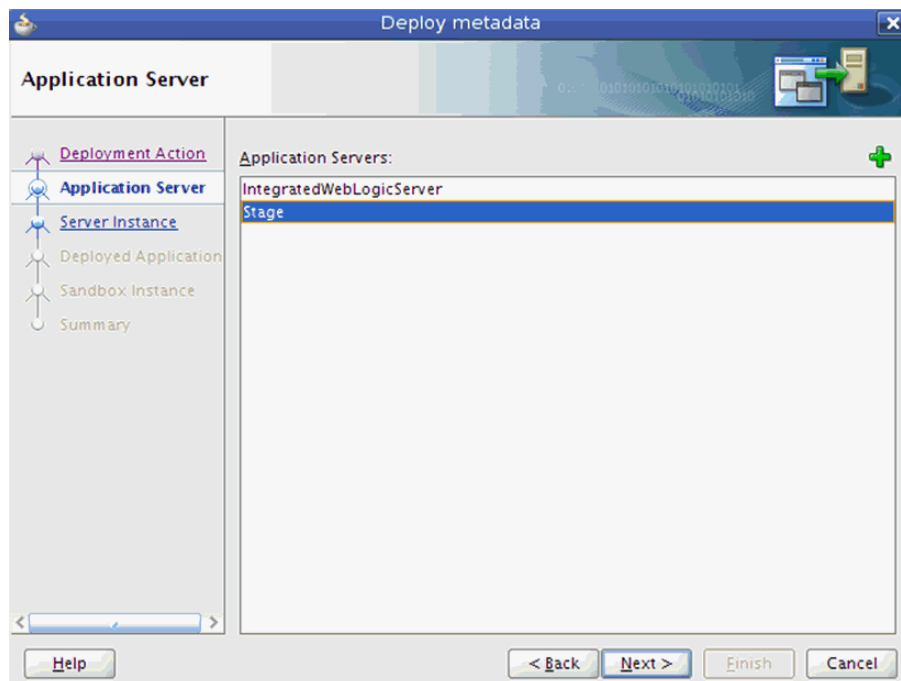 Deploy metadata
Application Server
Deployment Action
Application Server
Server Instance
Deployed Application
Sandbox Instance
Summary
Application Servers:
IntegratedWebLogicServer
Stage
Help
< Back
Next >
Finish
Cancel